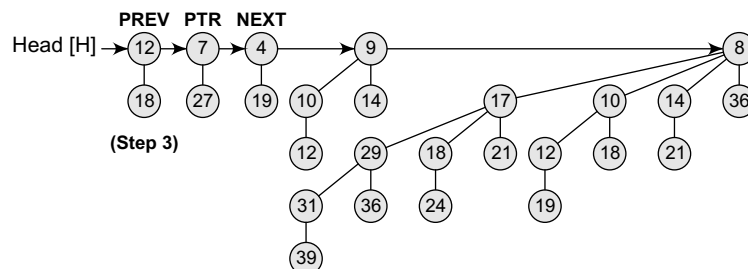 PREV PTR NEXT
Head [H] 12 7 4 9 8
18 27 19 10 14 17 10 14 36
(Step 3) 12 29 18 21 12 18 21
31 36 24 19
39